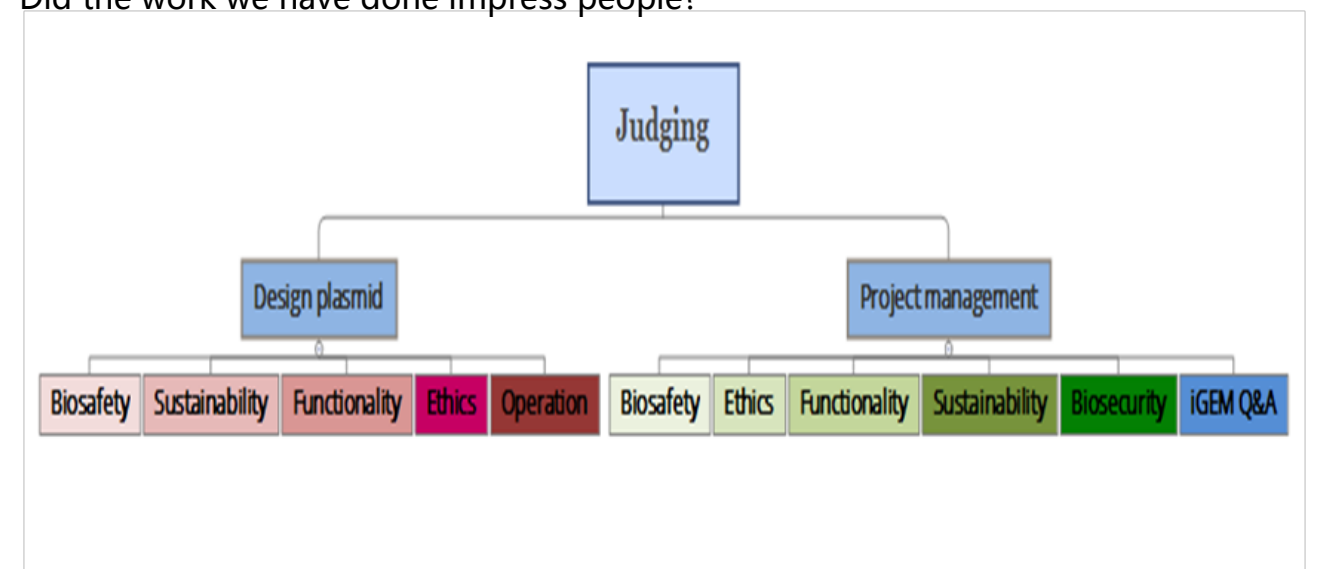 Did the work we have done impress people?
Judging
Design plasmid
Project management
Biosafety
Sustainability
Functionality
Ethics
Operation
Biosafety
Ethics
Functionality
Sustainability
Biosecurity
iGEM Q&A